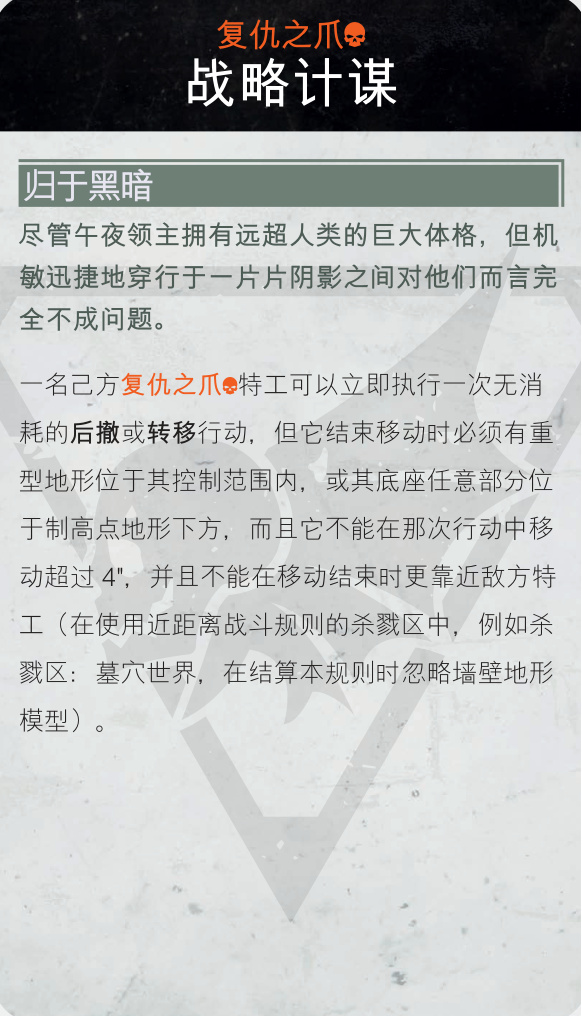 复仇之爪
战略计谋
归于黑暗
尽管午夜领主拥有远超人类的巨大体格，但机
敏迅捷地穿行于一片片阴影之间对他们而言完
全不成问题。
一名己方复仇之爪特工可以立即执行一次无消
耗的后撤或转移行动，但它结束移动时必须有重
型地形位于其控制范围内，或其底座任意部分位
于制高点地形下方，而且它不能在那次行动中移
动超过 4"，并且不能在移动结束时更靠近敌方特
工（在使用近距离战斗规则的杀戮区中，例如杀
戮区：墓穴世界，在结算本规则时忽略墙壁地形
模型）。